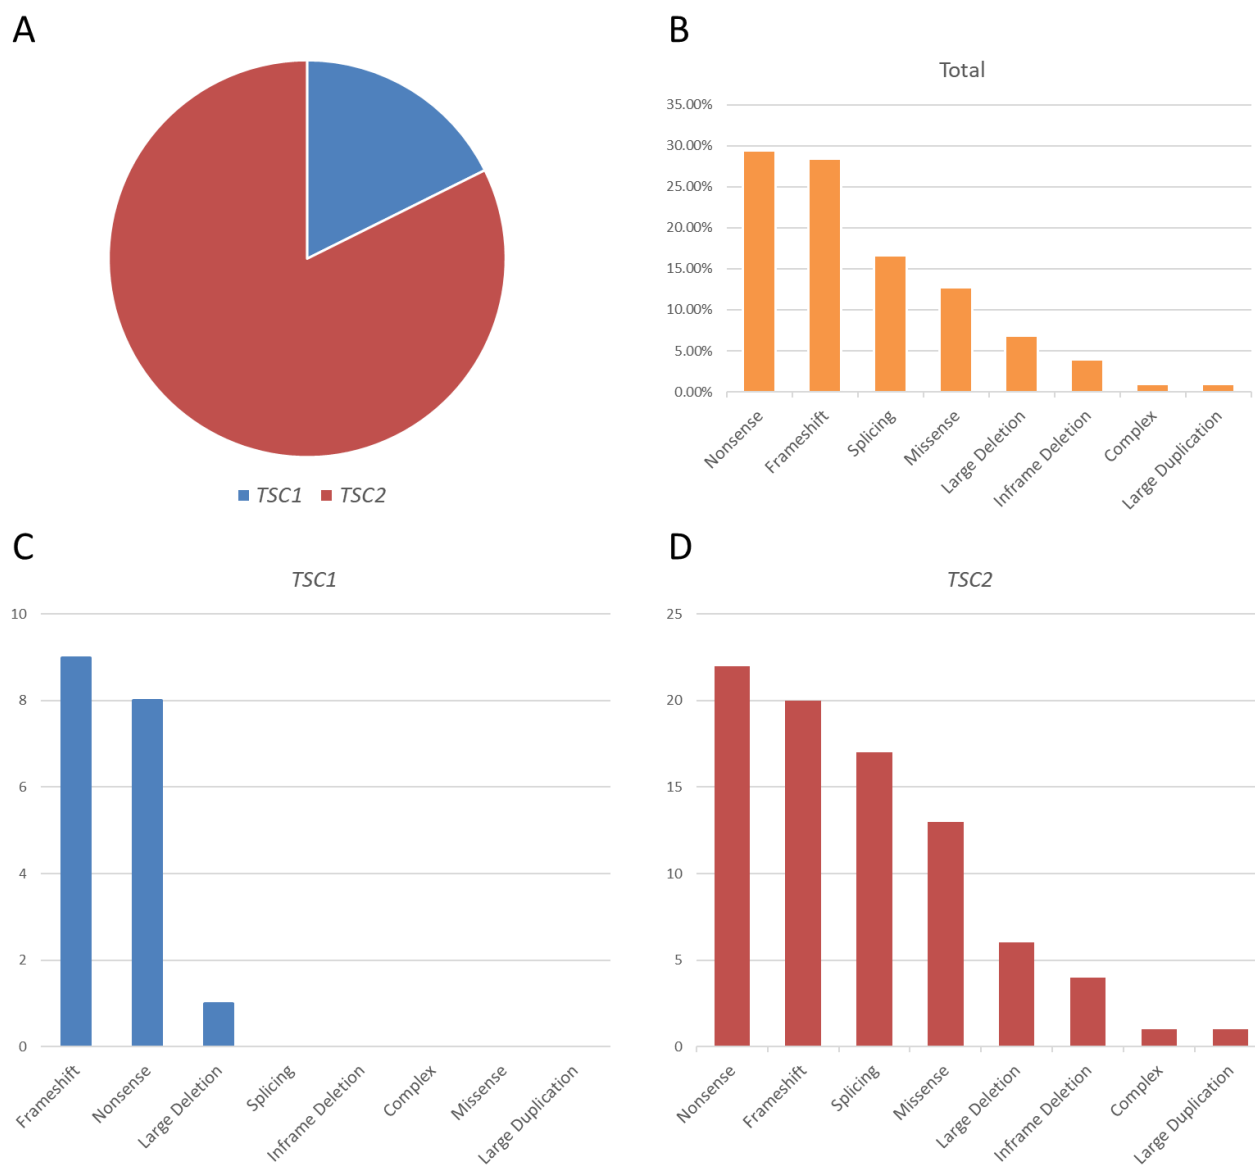 A
TSC1 TSC2
B
Total
35.00%
30.00%
25.00%
20.00%
15.00%
10.00%
5.00%
0.00%
Nonsense
Frameshift
Splicing
Missense
Large Deletion
Inframe Deletion
Complex
Large Duplication
C
TSC1
10
8
6
4
2
0
Frameshift
Nonsense
Large Deletion
Splicing
Inframe Deletion
Complex
Missense
Large Duplication
D
TSC2
25
20
15
10
5
0
Nonsense
Frameshift
Splicing
Missense
Large Deletion
Inframe Deletion
Complex
Large Duplication